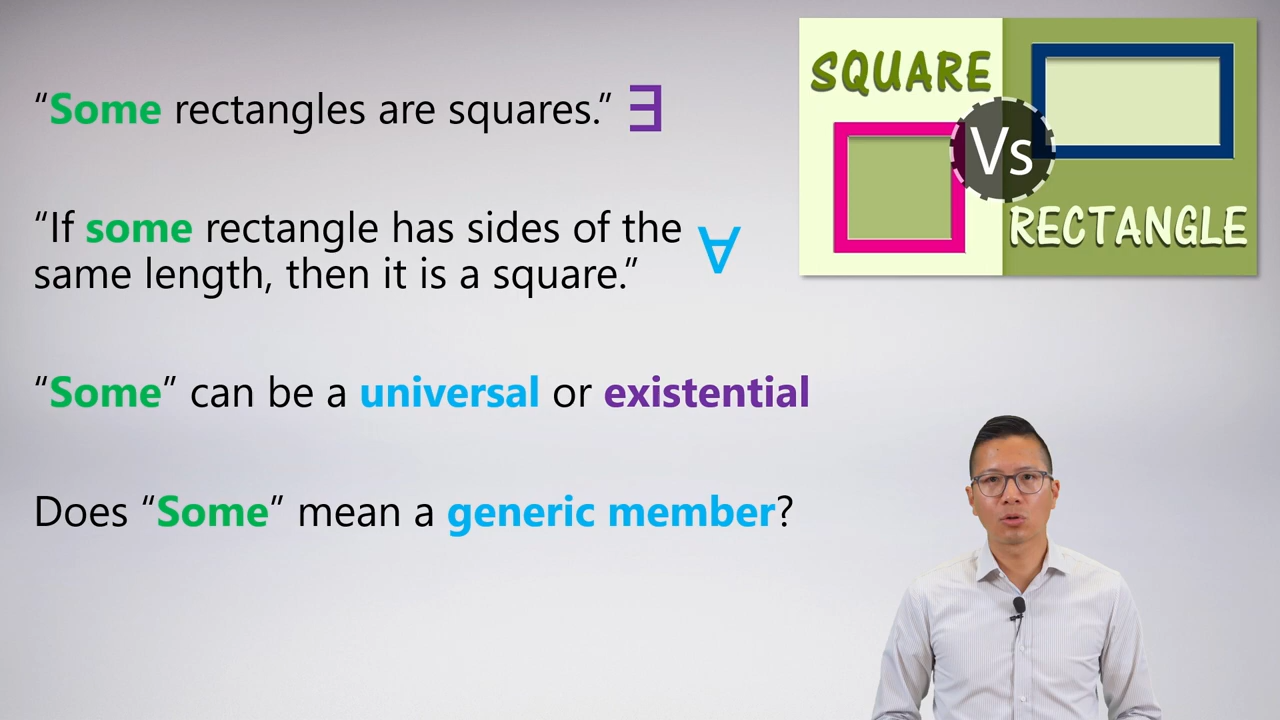 “Some rectangles are squares.” ∃
“If some rectangle has sides of the
same length, then it is a square.” ∀
“Some” can be a universal or existential
Does “Some” mean a generic member?
SQUARE
Vs
RECTANGLE